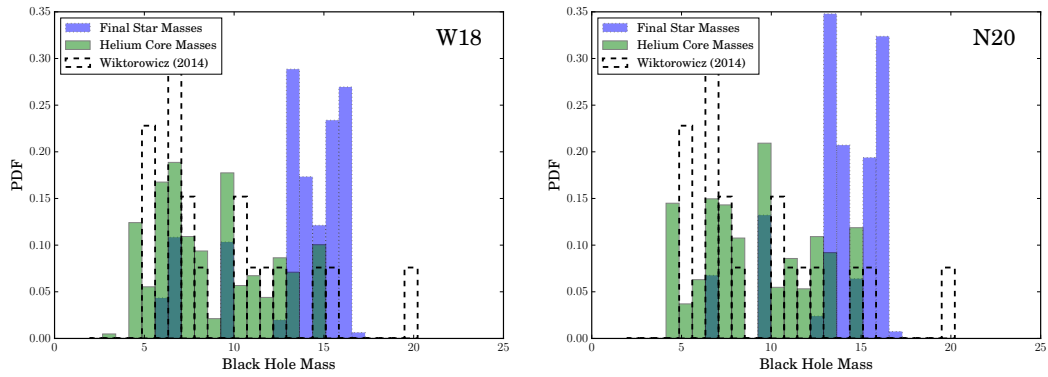 0.35
0.30
0.25
0.20
0.15
0.10
0.05
0.00
PDF
Final Star Masses
Helium Core Masses
Wiktorowicz (2014)
W18
0 5 10 15 20 25
Black Hole Mass
0.35
0.30
0.25
0.20
0.15
0.10
0.05
0.00
PDF
Final Star Masses
Helium Core Masses
Wiktorowicz (2014)
N20
0 5 10 15 20 25
Black Hole Mass